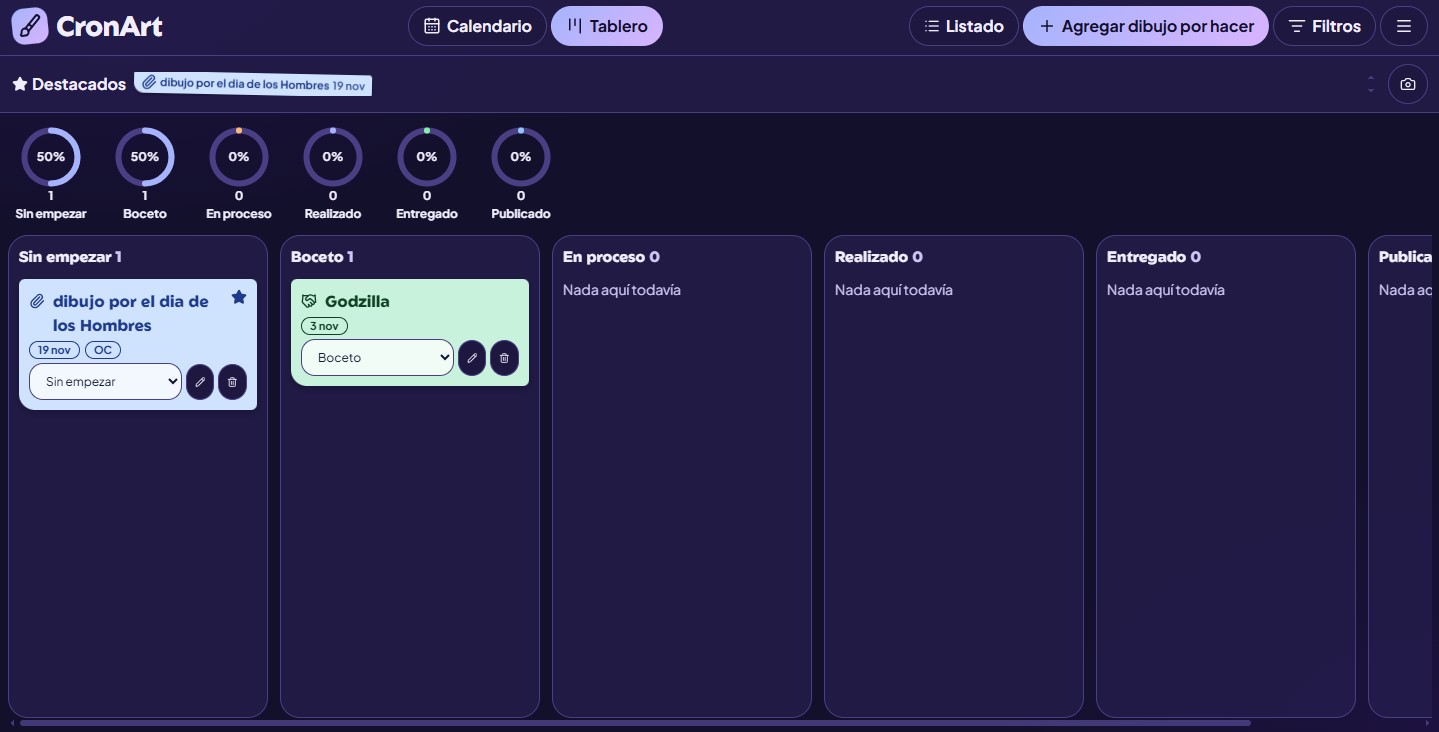 CronArt
Calendario
Tablero
Listado
Agregar dibujo por hacer
Filtros
Destacados
dibujo por el dia de los Hombres 19 nov
50%
1
Sin empezar
50%
1
Boceto
0%
0
En proceso
0%
0
Realizado
0%
0
Entregado
0%
0
Publicado
Sin empezar 1
dibujo por el dia de
los Hombres
19 nov
OC
Sin empezar
Boceto 1
Godzilla
3 nov
Boceto
En proceso 0
Nada aquí todavía
Realizado 0
Nada aquí todavía
Entregado 0
Nada aquí todavía
Publica
Nada aq